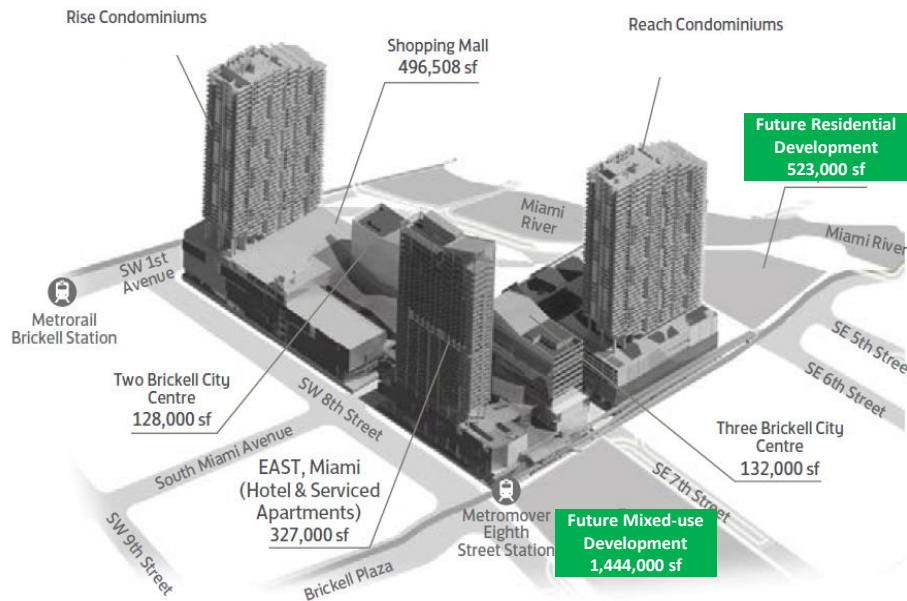 Rise Condominiums
Reach Condominiums
Shopping Mall
496,508 sf
Future Residential
Development
523,000 sf
Miami
River
Miami River
SW 1st
Avenue
Metrorail
Brickell Station
SE 5th Street
SE 6th Street
Two Brickell City
Centre
128,000 sf
SW 8th Street
South Miami Avenue
Three Brickell City
Centre
132,000 sf
EAST, Miami
(Hotel & Serviced
Apartments)
327,000 sf
SE 7th Street
SW 9th Street
Metromover
Eighth
Street Station
Future Mixed-use
Development
1,444,000 sf
Brickell Plaza